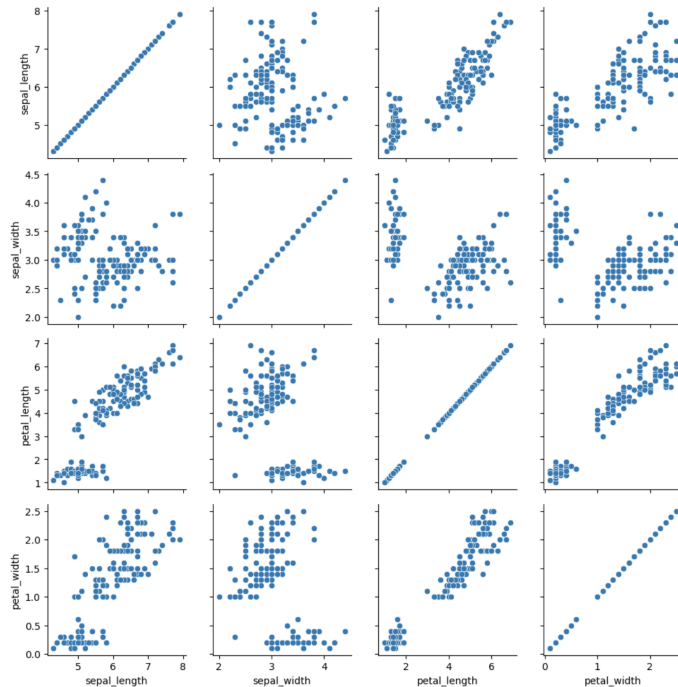 8
7
6
5
sepal_length
4.5
4.0
3.5
3.0
2.5
2.0
sepal_width
7
6
5
4
3
2
1
petal_length
2.5
2.0
1.5
1.0
0.5
0.0
petal_width
5 6 7 8
sepal_length
2 3 4
sepal_width
2 4 6
petal_length
0 1 2
petal_width